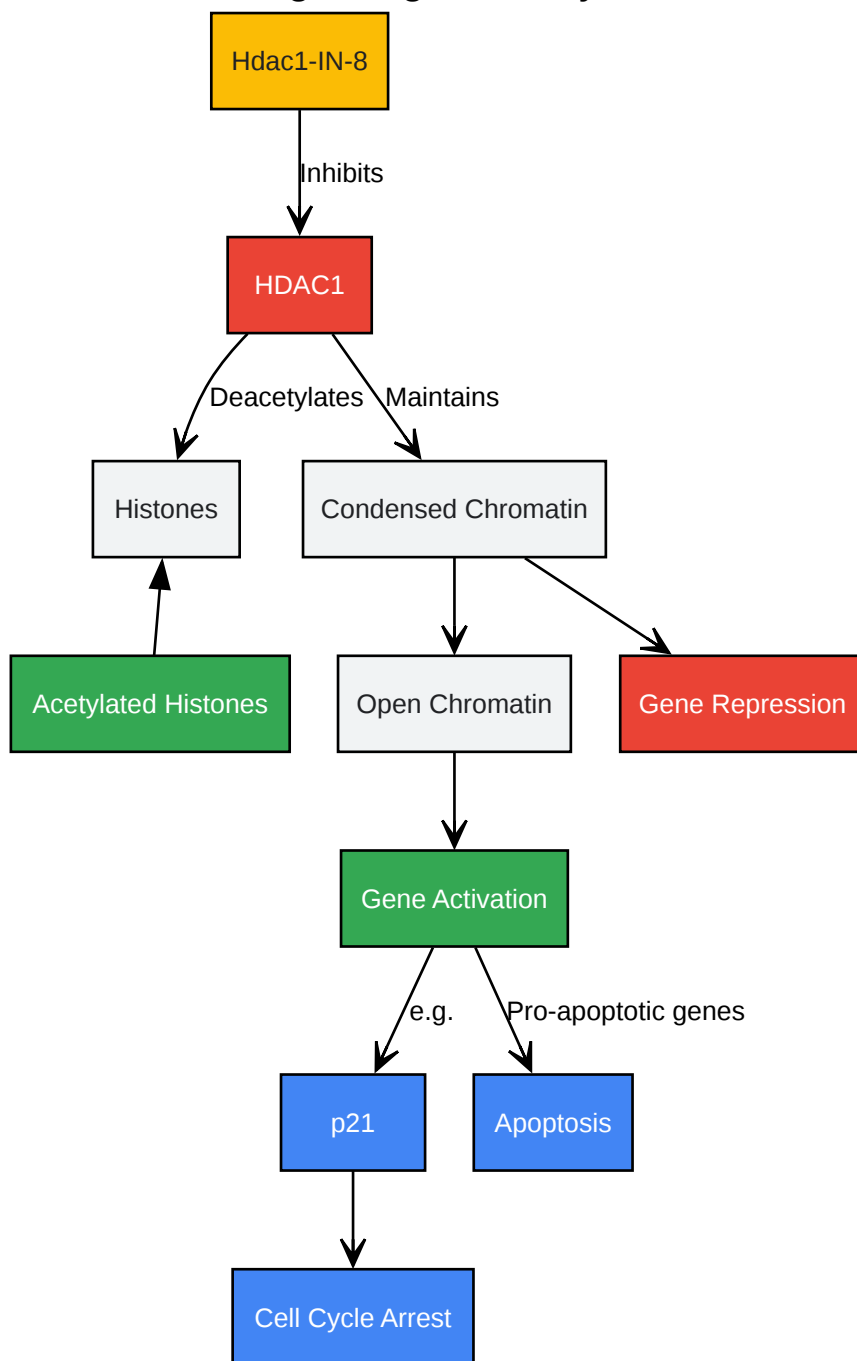 Hdac1-IN-8
Inhibits
HDAC1
Deacetylates
Maintains
Histones
Condensed Chromatin
Acetylated Histones
Open Chromatin
Gene Repression
Gene Activation
e.g.
Pro-apoptotic genes
p21
Apoptosis
Cell Cycle Arrest